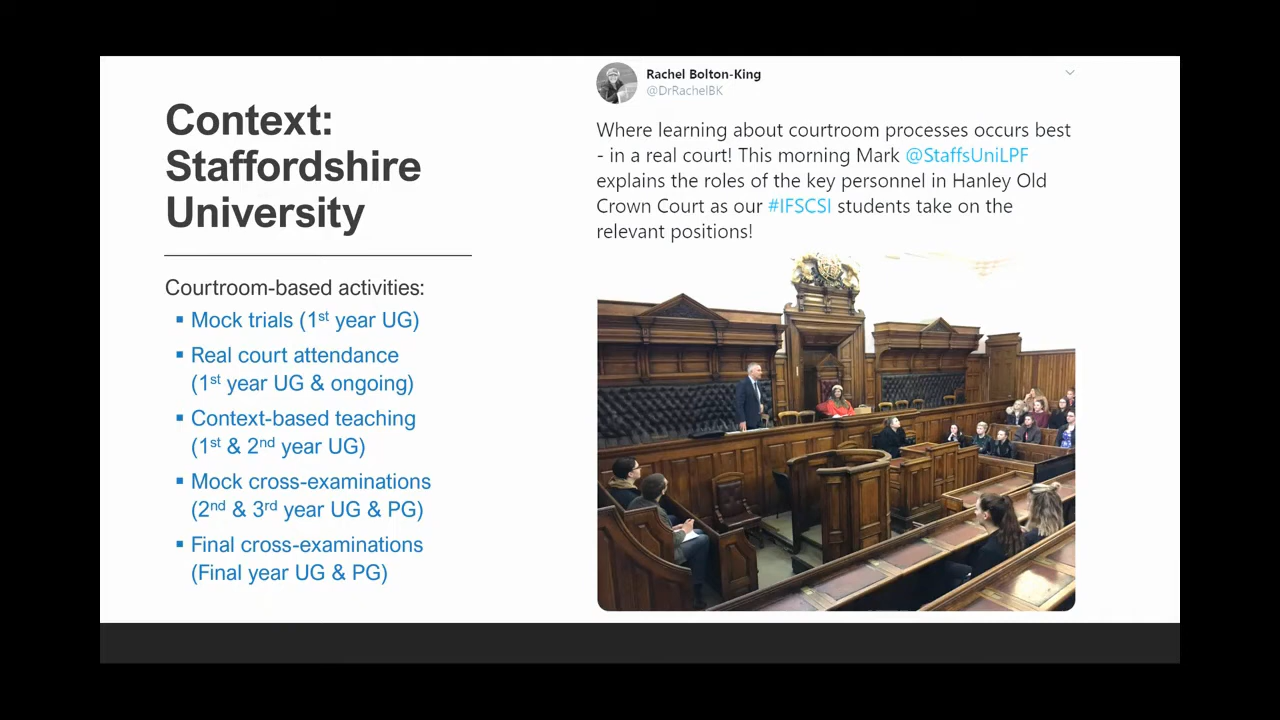 Context:
Staffordshire
University
Courtroom-based activities:
▪ Mock trials (1st year UG)
▪ Real court attendance
(1st year UG & ongoing)
▪ Context-based teaching
(1st & 2nd year UG)
▪ Mock cross-examinations
(2nd & 3rd year UG & PG)
▪ Final cross-examinations
(Final year UG & PG)
Rachel Bolton-King
@DrRachelBK
Where learning about courtroom processes occurs best
- in a real court! This morning Mark @StaffsUniLPF
explains the roles of the key personnel in Hanley Old
Crown Court as our #IFSCSI students take on the
relevant positions!